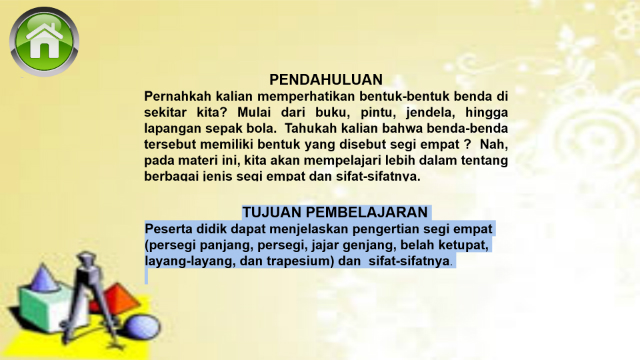 PENDAHULUAN
Pernahkah kalian memperhatikan bentuk-bentuk benda di
sekitar kita? Mulai dari buku, pintu, jendela, hingga
lapangan sepak bola. Tahukah kalian bahwa benda-benda
tersebut memiliki bentuk yang disebut segi empat ? Nah,
pada materi ini, kita akan mempelajari lebih dalam tentang
berbagai jenis segi empat dan sifat-sifatnya.
TUJUAN PEMBELAJARAN
Peserta didik dapat menjelaskan pengertian segi empat
(persegi panjang, persegi, jajar genjang, belah ketupat,
layang-layang, dan trapesium) dan sifat-sifatnya.